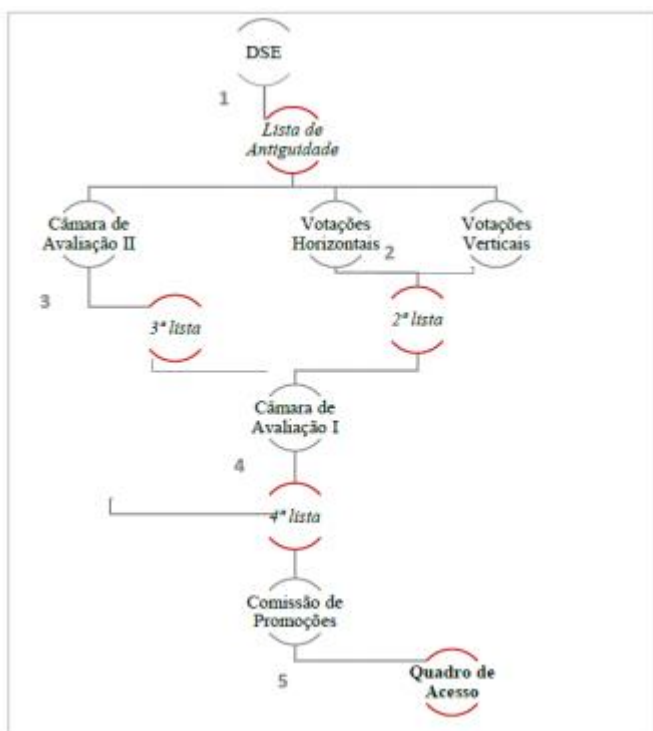 DSE
1
Lista de
Antiguidade
Câmara de
Avaliação II
Votações
Horizontais
2
Votações
Verticais
3
3ª lista
2ª lista
Câmara de
Avaliação I
4
4ª lista
Comissão de
Promoções
5
Quadro de
Acesso